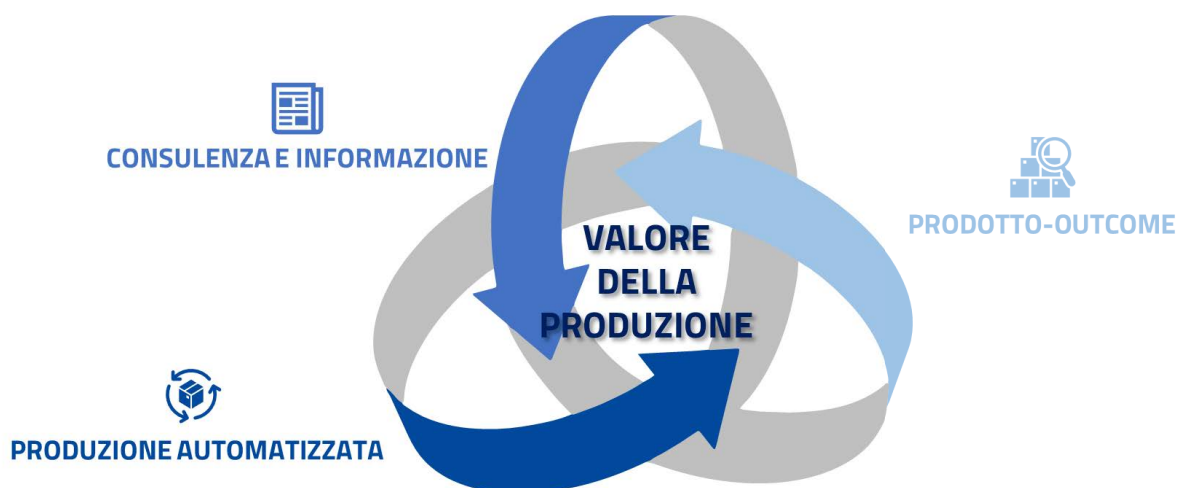 CONSULENZA E INFORMAZIONE
PRODOTTO-OUTCOME
VALORE
DELLA
PRODUZIONE
PRODUZIONE AUTOMATIZZATA